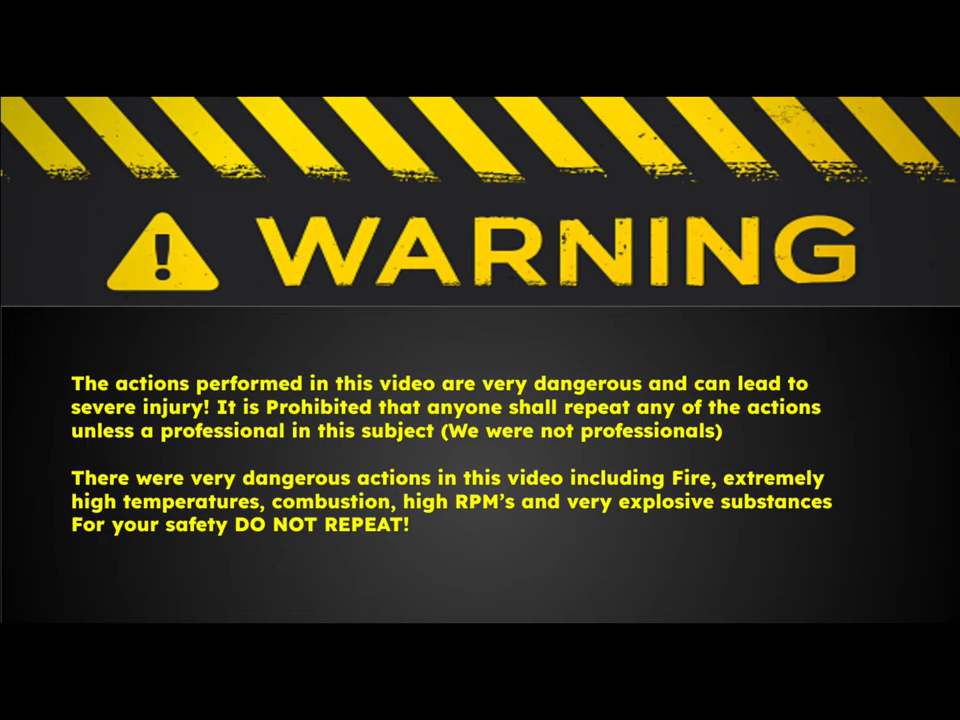 WARNING
The actions performed in this video are very dangerous and can lead to
severe injury! It is Prohibited that anyone shall repeat any of the actions
unless a professional in this subject (We were not professionals)
There were very dangerous actions in this video including Fire, extremely
high temperatures, combustion, high RPM's and very explosive substances
For your safety DO NOT REPEAT!